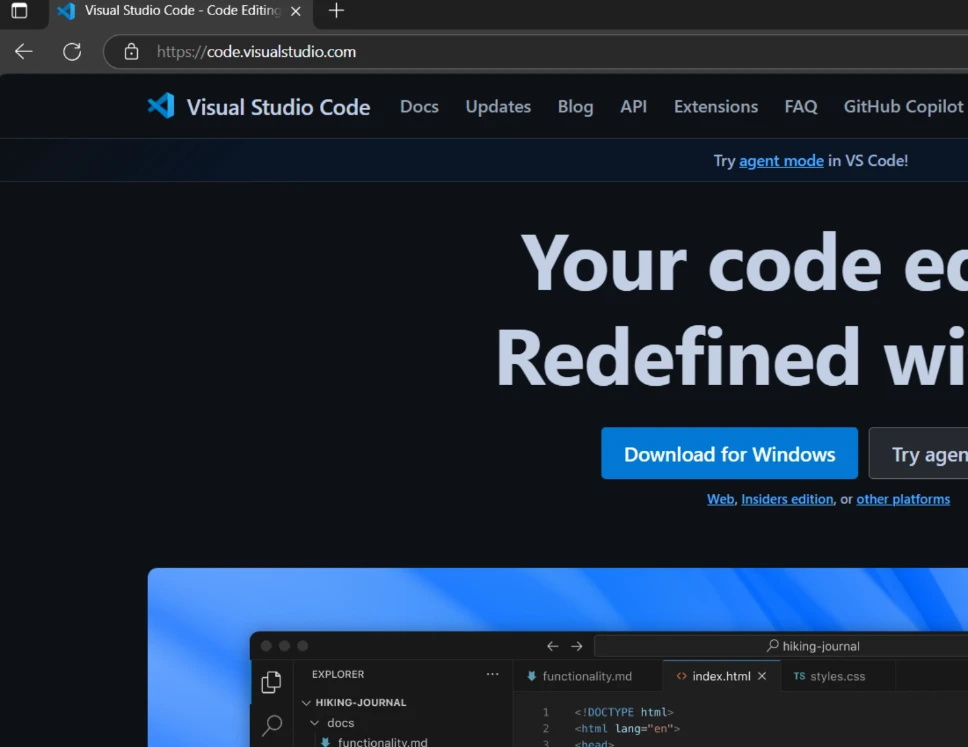 Visual Studio Code - Code Editing
https://code.visualstudio.com
Visual Studio Code Docs Updates Blog API Extensions FAQ GitHub Copilot
Try agent mode in VS Code!
Your code
Redefined
Download for Windows Try
Web, Insiders edition, or other platforms
hiking-journal
EXPLORER ... functionality.md <> index.html TS styles.css
HIKING-JOURNAL
docs
functionality.md
1 <!DOCTYPE html>
2 <html lang="en">
3 <head>